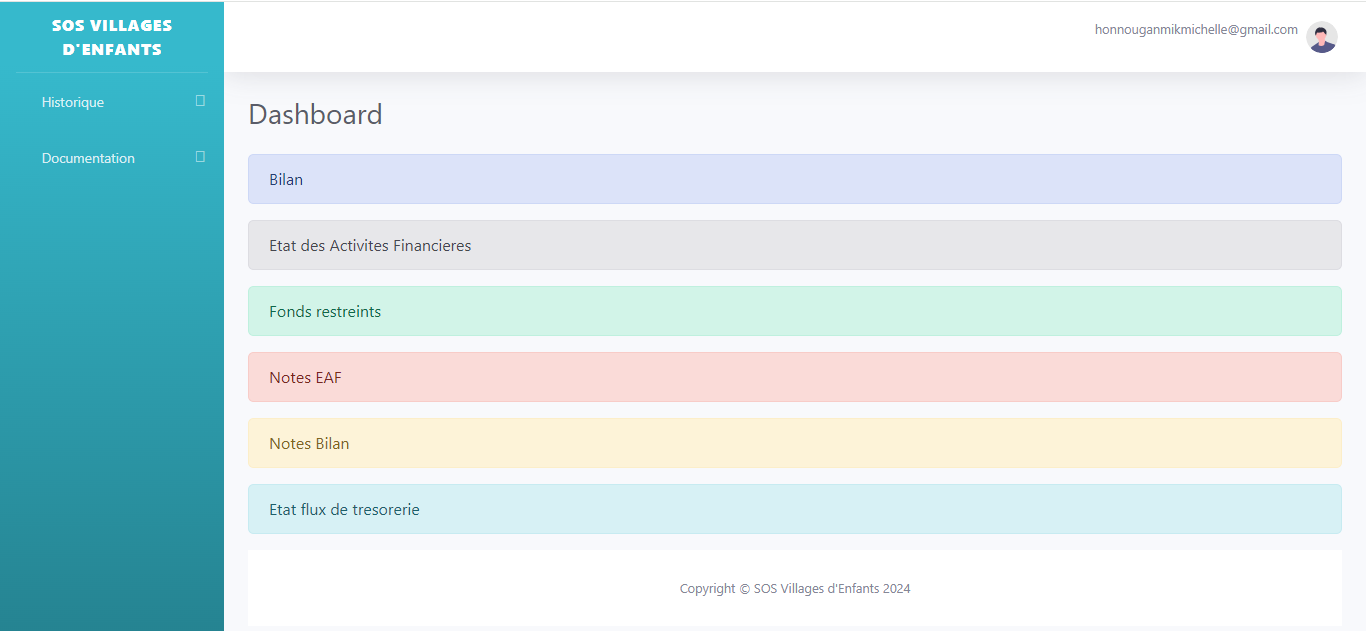 SOS VILLAGES
D'ENFANTS
honnouganmikmichelle@gmail.com
Historique
Documentation
Dashboard
Bilan
Etat des Activites Financieres
Fonds restreints
Notes EAF
Notes Bilan
Etat flux de tresorerie
Copyright © SOS Villages d'Enfants 2024